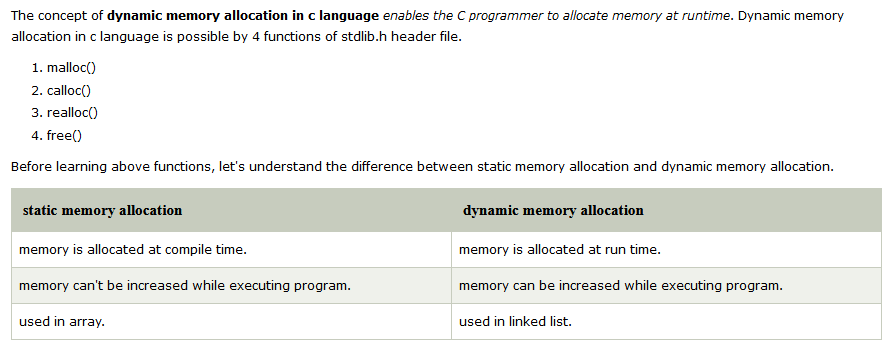 The concept of dynamic memory allocation in c language enables the C programmer to allocate memory at runtime. Dynamic memory
allocation in c language is possible by 4 functions of stdlib.h header file.
1. malloc()
2. calloc()
3. realloc()
4. free()
Before learning above functions, let's understand the difference between static memory allocation and dynamic memory allocation.
static memory allocation dynamic memory allocation
memory is allocated at compile time. memory is allocated at run time.
memory can't be increased while executing program. memory can be increased while executing program.
used in array. used in linked list.